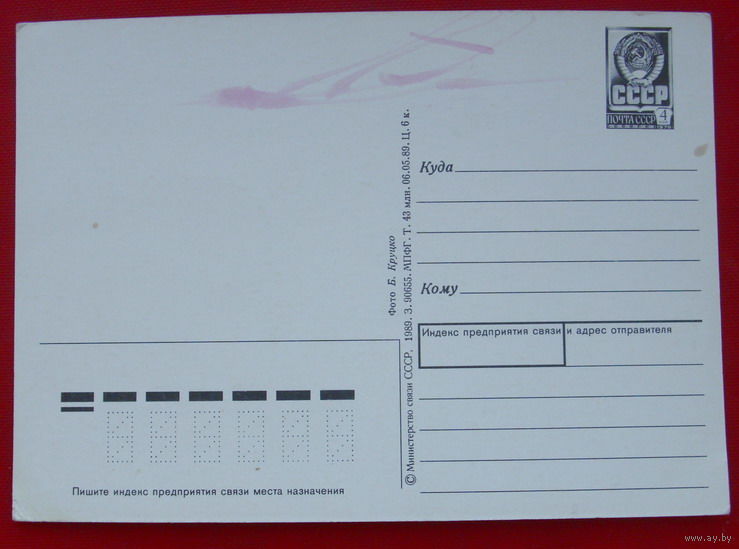 СССР
ПОЧТА СССР 4
Куда
Кому
Индекс предприятия связи и адрес отправителя
Фото Б. Круцко
© Министерство связи СССР, 1989. З. 90655. МПФГ. Т. 43 млн. 06.05.89. Ц. 6 к.
Пишите индекс предприятия связи места назначения
www.ay.by